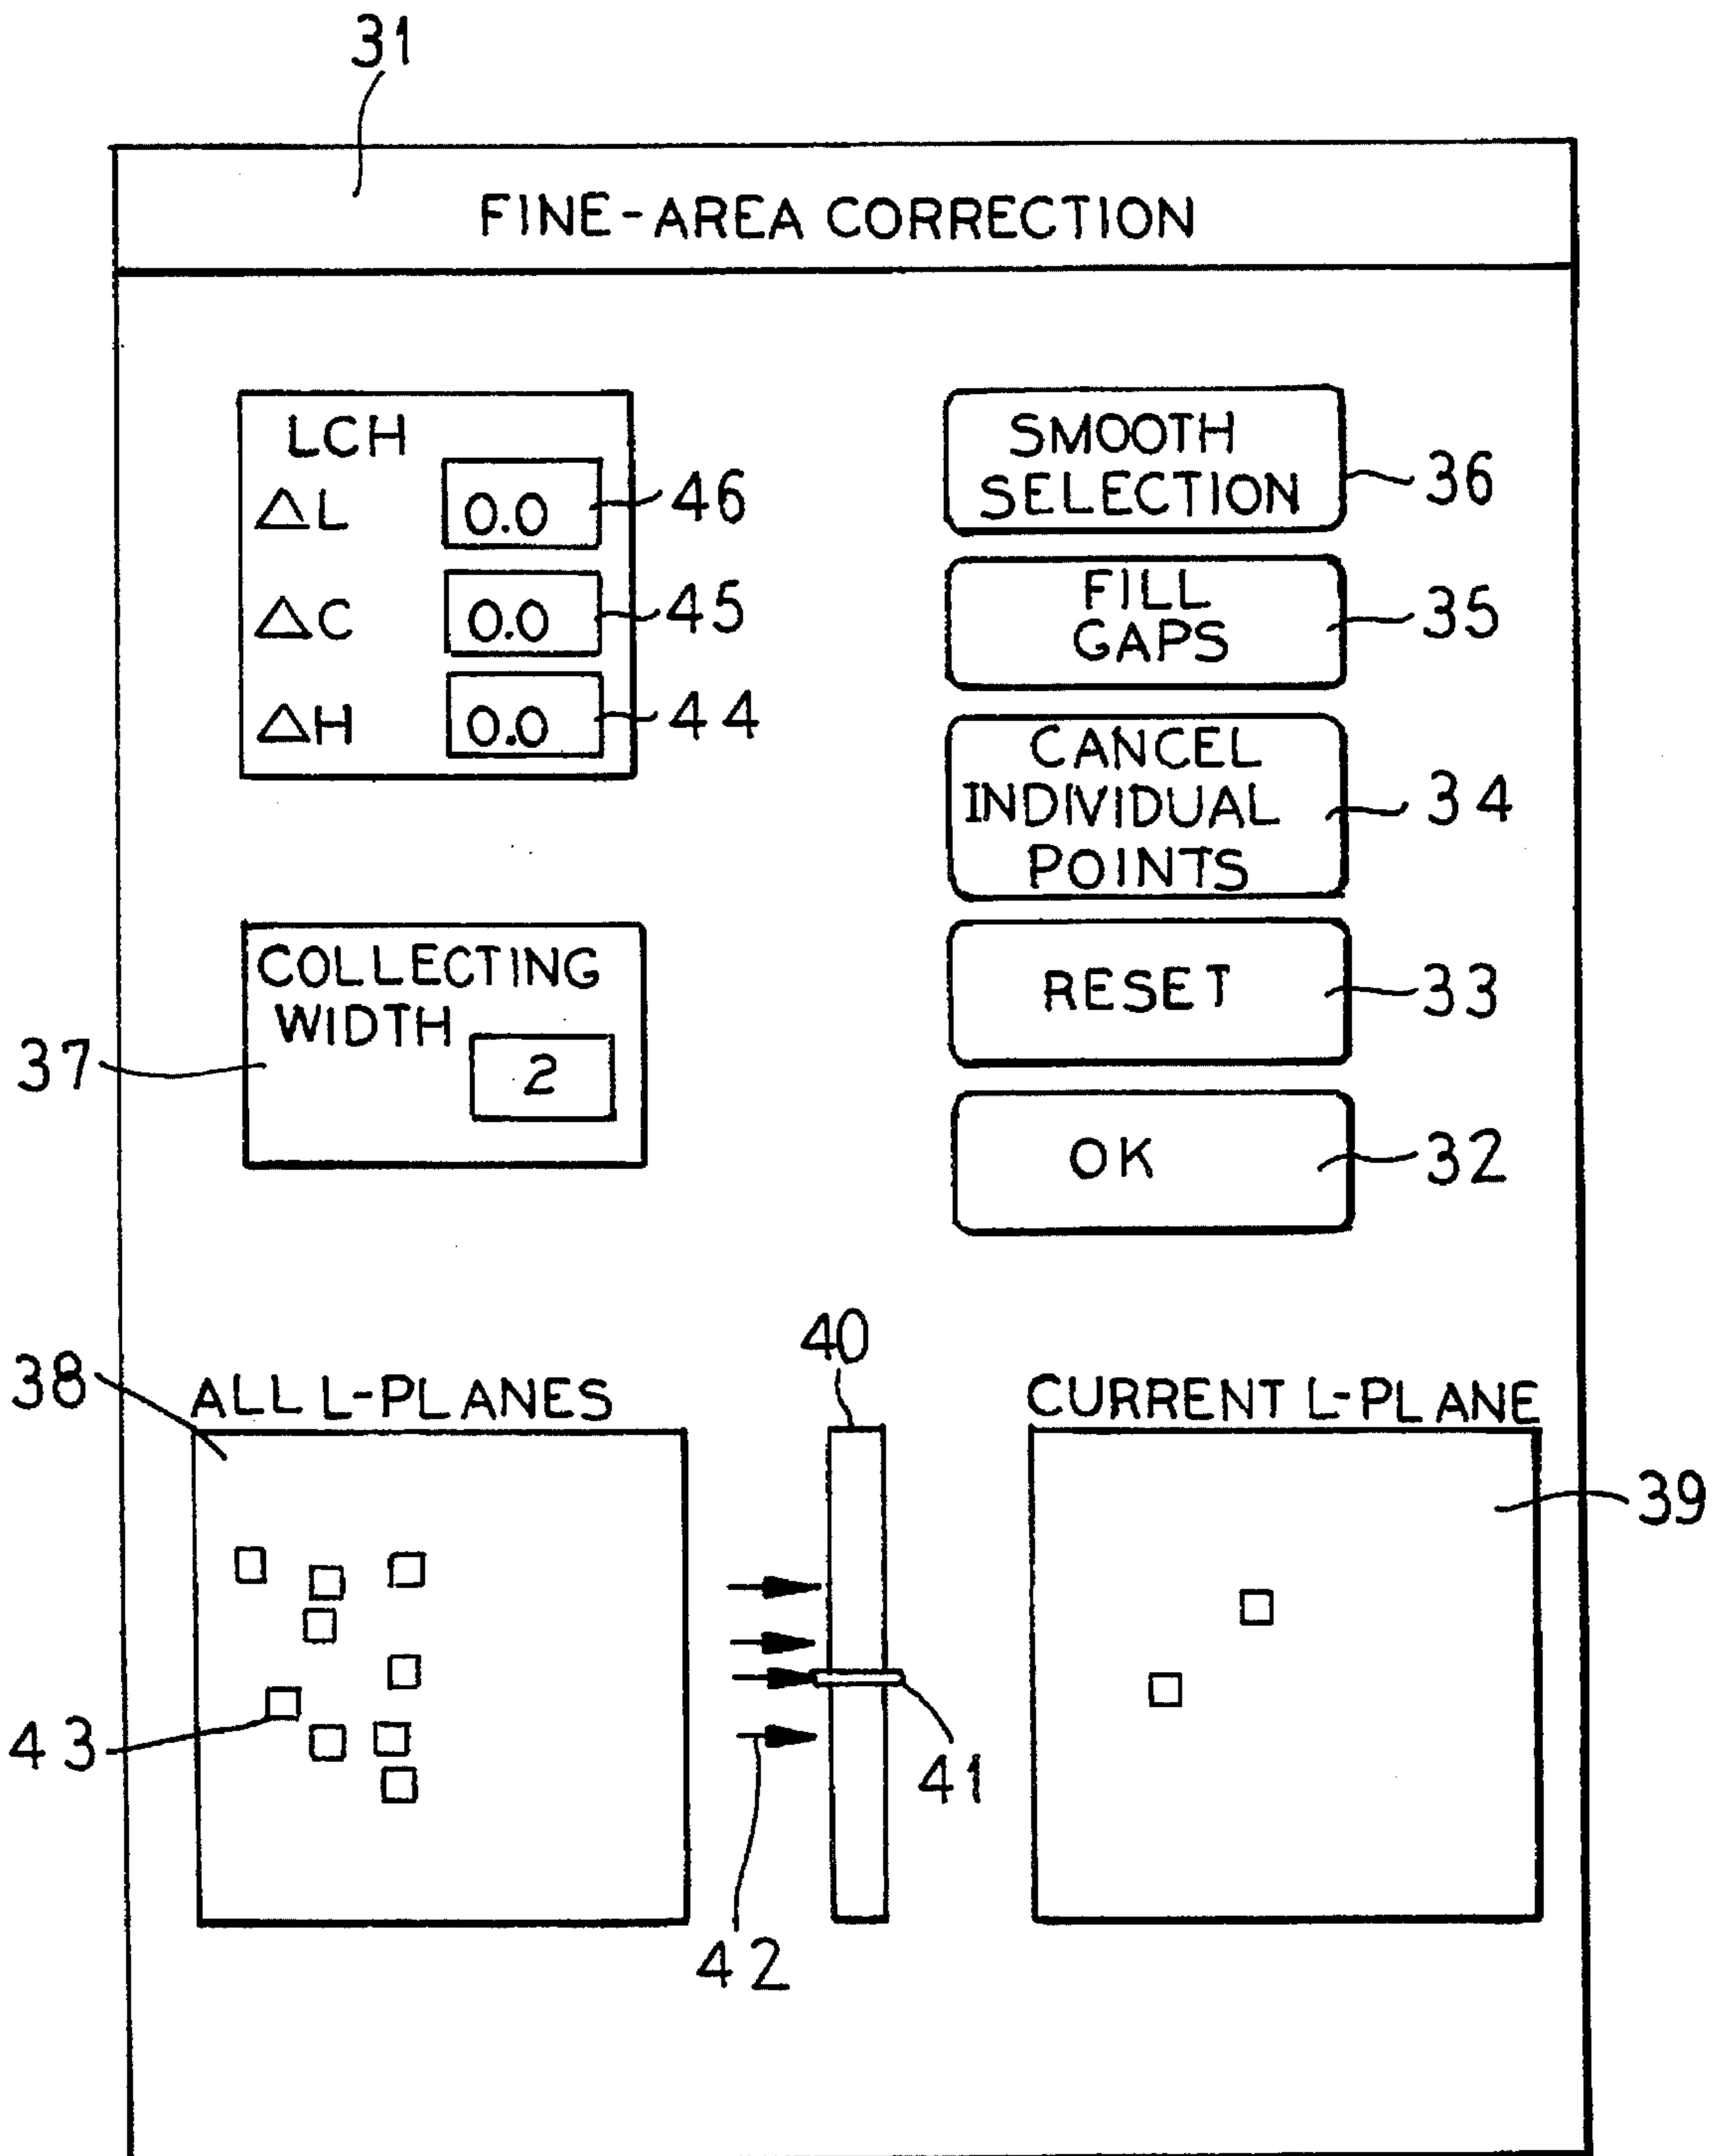 31
FINE-AREA CORRECTION
LCH
ΔL 0.0 46
ΔC 0.0 45
ΔH 0.0 44
SMOOTH
SELECTION
36
FILL
GAPS
35
CANCEL
INDIVIDUAL
POINTS
34
COLLECTING
WIDTH
2
37
RESET
33
OK
32
38
ALL L-PLANES
40
CURRENT L-PLANE
39
43
41
42